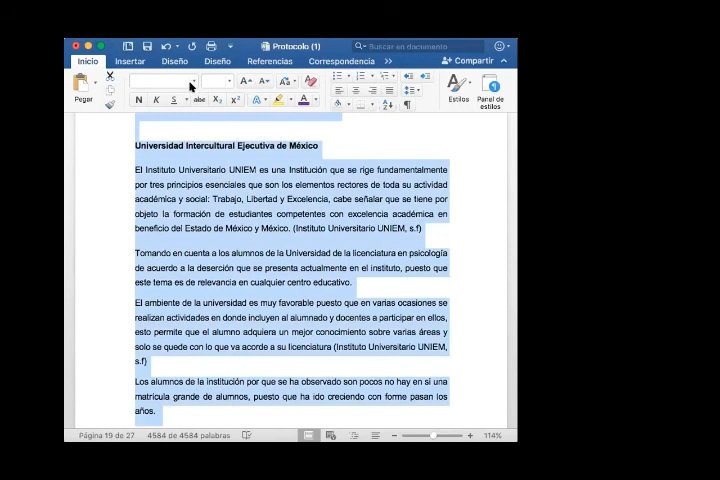 Protocolo (1)
Buscar en documento
Inicio Insertar Diseño Diseño Referencias Correspondencia >> Compartir
Pegar
N K S abc X₂ X² A A
Estilos
Panel de
estilos
Universidad Intercultural Ejecutiva de México
El Instituto Universitario UNIEM es una Institución que se rige fundamentalmente
por tres principios esenciales que son los elementos rectores de toda su actividad
académica y social: Trabajo, Libertad y Excelencia, cabe señalar que se tiene por
objeto la formación de estudiantes competentes con excelencia académica en
beneficio del Estado de México y México. (Instituto Universitario UNIEM, s.f)
Tomando en cuenta a los alumnos de la Universidad de la licenciatura en psicología
de acuerdo a la deserción que se presenta actualmente en el instituto, puesto que
este tema es de relevancia en cualquier centro educativo.
El ambiente de la universidad es muy favorable puesto que en varias ocasiones se
realizan actividades en donde incluyen al alumnado y docentes a participar en ellos,
esto permite que el alumno adquiera un mejor conocimiento sobre varias áreas y
solo se quede con lo que va acorde a su licenciatura (Instituto Universitario UNIEM,
s.f)
Los alumnos de la institución por que se ha observado son pocos no hay en si una
matrícula grande de alumnos, puesto que ha ido creciendo con forme pasan los
años.
Página 19 de 27 4584 de 4584 palabras 114%